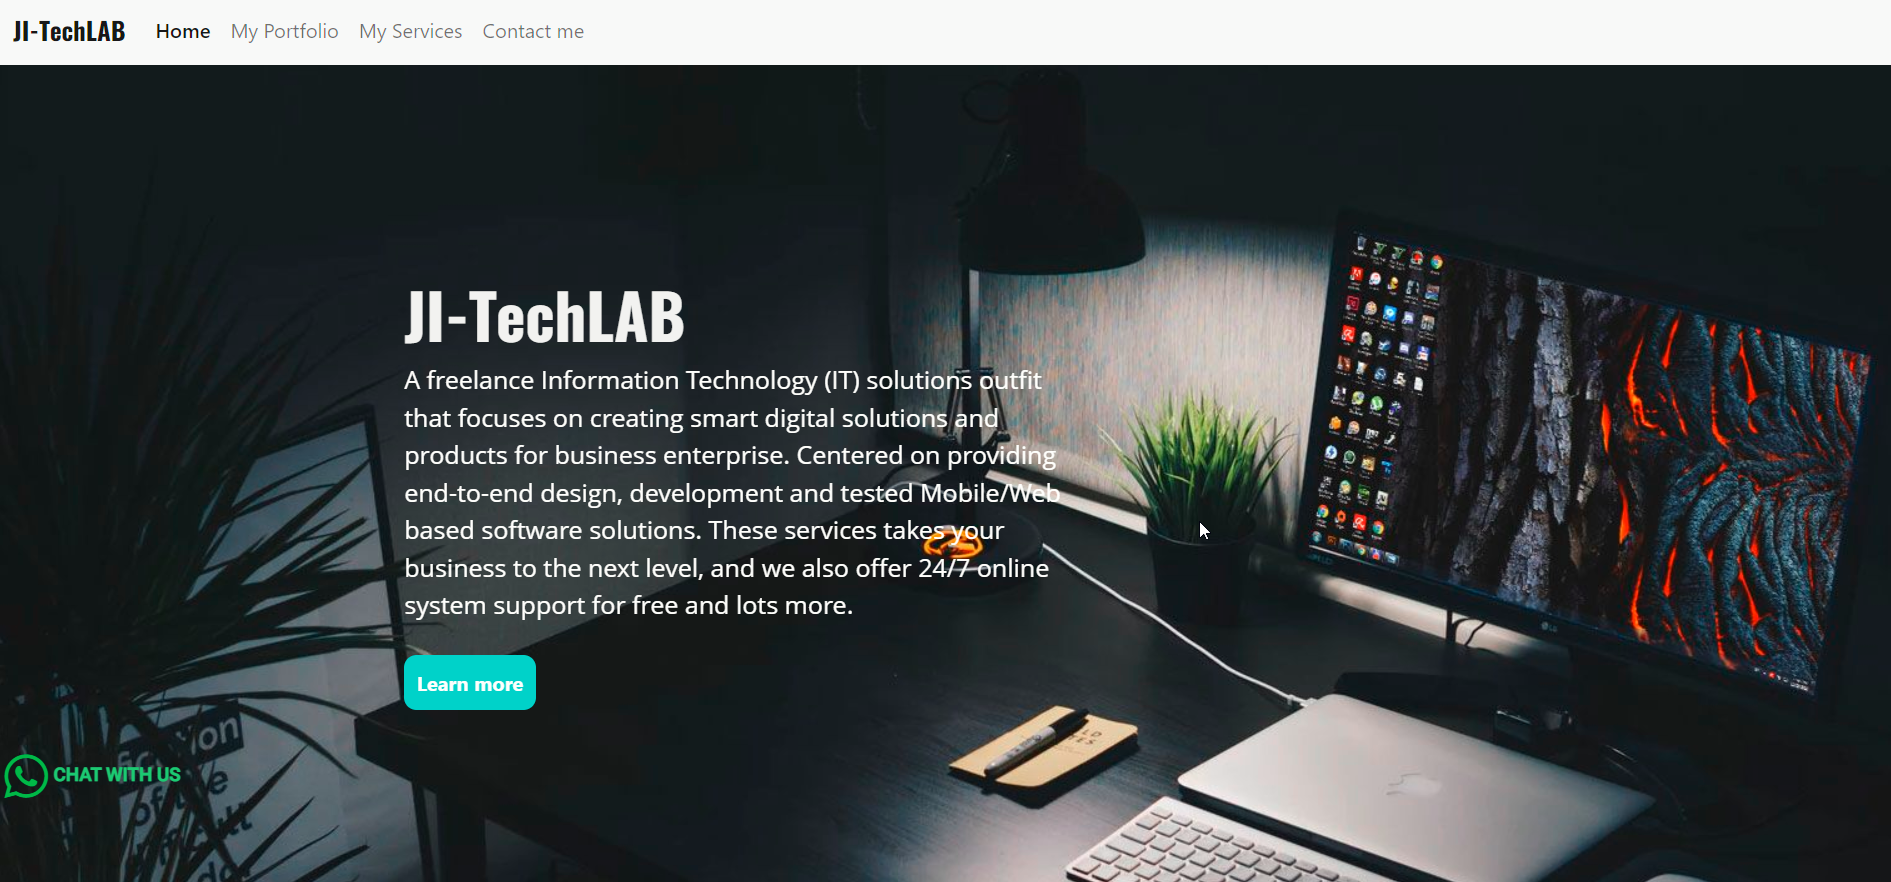 JI-TechLAB Home My Portfolio My Services Contact me
JI-TechLAB
A freelance Information Technology (IT) solutions outfit
that focuses on creating smart digital solutions and
products for business enterprise. Centered on providing
end-to-end design, development and tested Mobile/Web
based software solutions. These services takes your
business to the next level, and we also offer 24/7 online
system support for free and lots more.
Learn more
CHAT WITH US
of the
LG